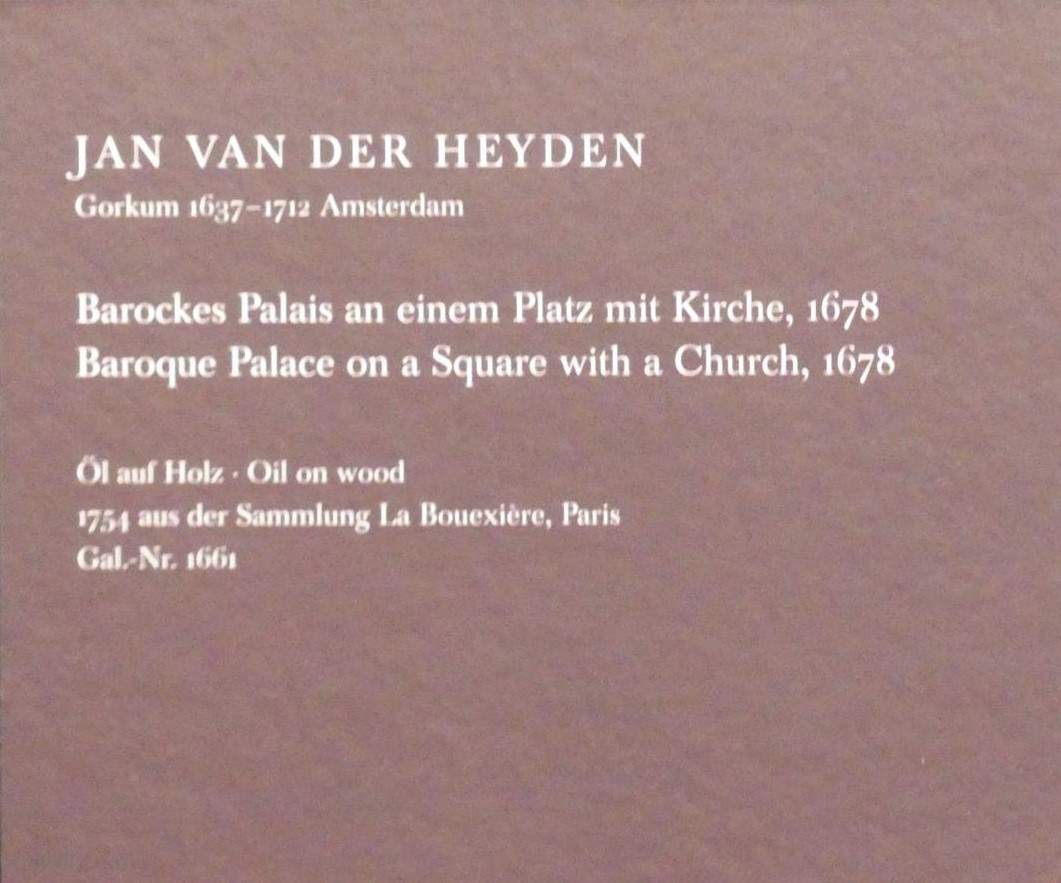 JAN VAN DER HEYDEN
Gorkum 1637–1712 Amsterdam
Barockes Palais an einem Platz mit Kirche, 1678
Baroque Palace on a Square with a Church, 1678
Öl auf Holz · Oil on wood
1754 aus der Sammlung La Bouexière, Paris
Gal.-Nr. 1661